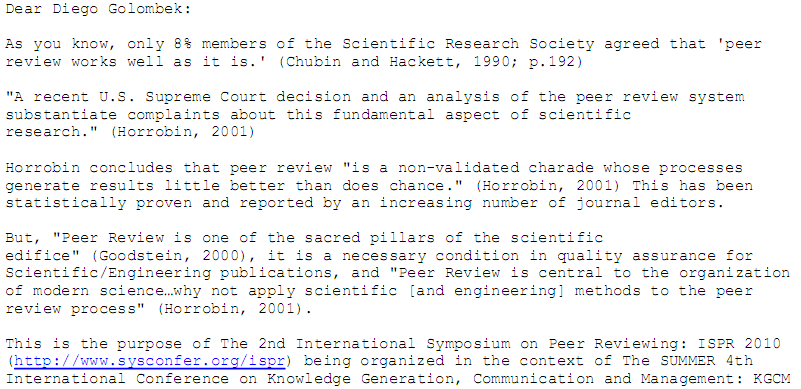 Dear Diego Golombek:
As you know, only 8% members of the Scientific Research Society agreed that 'peer
review works well as it is.' (Chubin and Hackett, 1990; p.192)
"A recent U.S. Supreme Court decision and an analysis of the peer review system
substantiate complaints about this fundamental aspect of scientific
research." (Horrobin, 2001)
Horrobin concludes that peer review "is a non-validated charade whose processes
generate results little better than does chance." (Horrobin, 2001) This has been
statistically proven and reported by an increasing number of journal editors.
But, "Peer Review is one of the sacred pillars of the scientific
edifice" (Goodstein, 2000), it is a necessary condition in quality assurance for
Scientific/Engineering publications, and "Peer Review is central to the organization
of modern science…why not apply scientific [and engineering] methods to the peer
review process" (Horrobin, 2001).
This is the purpose of The 2nd International Symposium on Peer Reviewing: ISPR 2010
(http://www.sysconfer.org/ispr) being organized in the context of The SUMMER 4th
International Conference on Knowledge Generation, Communication and Management: KGCM